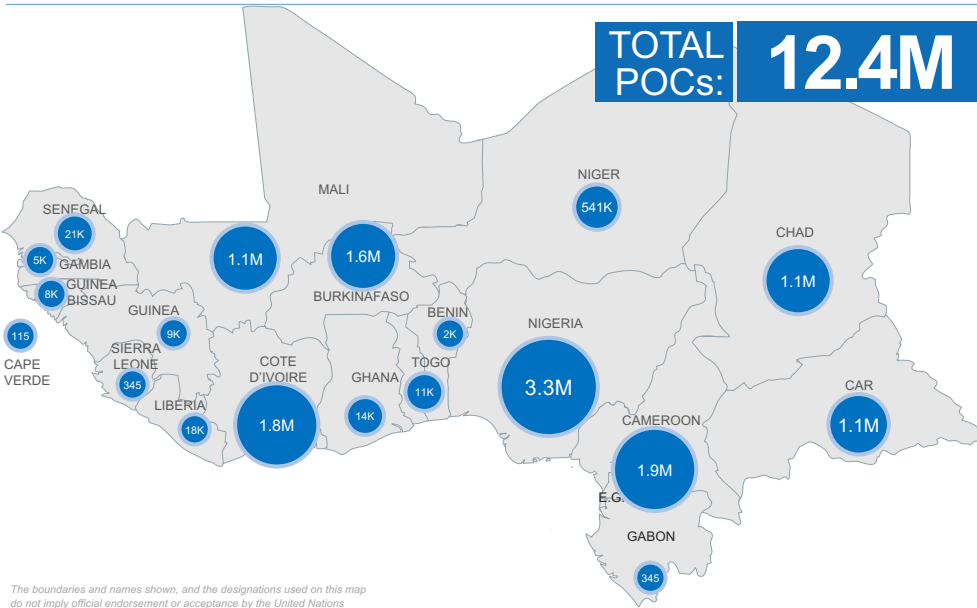 TOTAL
POCs:
12.4M
MALI
1.1M
NIGER
541K
SENEGAL
21K
5K
GAMBIA
8K
GUINEA
BISSAU
115
CAPE
VERDE
GUINEA
9K
SIERRA
LEONE
345
LIBERIA
18K
1.6M
BURKINAFASO
COTE
D'IVOIRE
1.8M
GHANA
14K
BENIN
2K
TOGO
11K
NIGERIA
3.3M
CHAD
1.1M
CAR
1.1M
CAMEROON
1.9M
E.G.
GABON
345
The boundaries and names shown, and the designations used on this map
do not imply official endorsement or acceptance by the United Nations